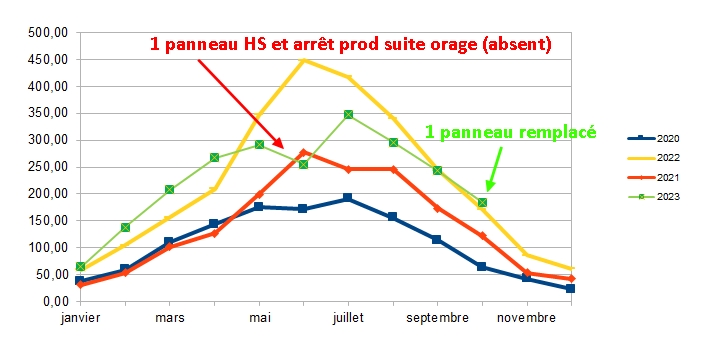 500,00
450,00
400,00
350,00
300,00
250,00
200,00
150,00
100,00
50,00
0,00
1 panneau HS et arrêt prod suite orage (absent)
1 panneau remplacé
janvier
mars
mai
juillet
septembre
novembre
2020
2022
2021
2023